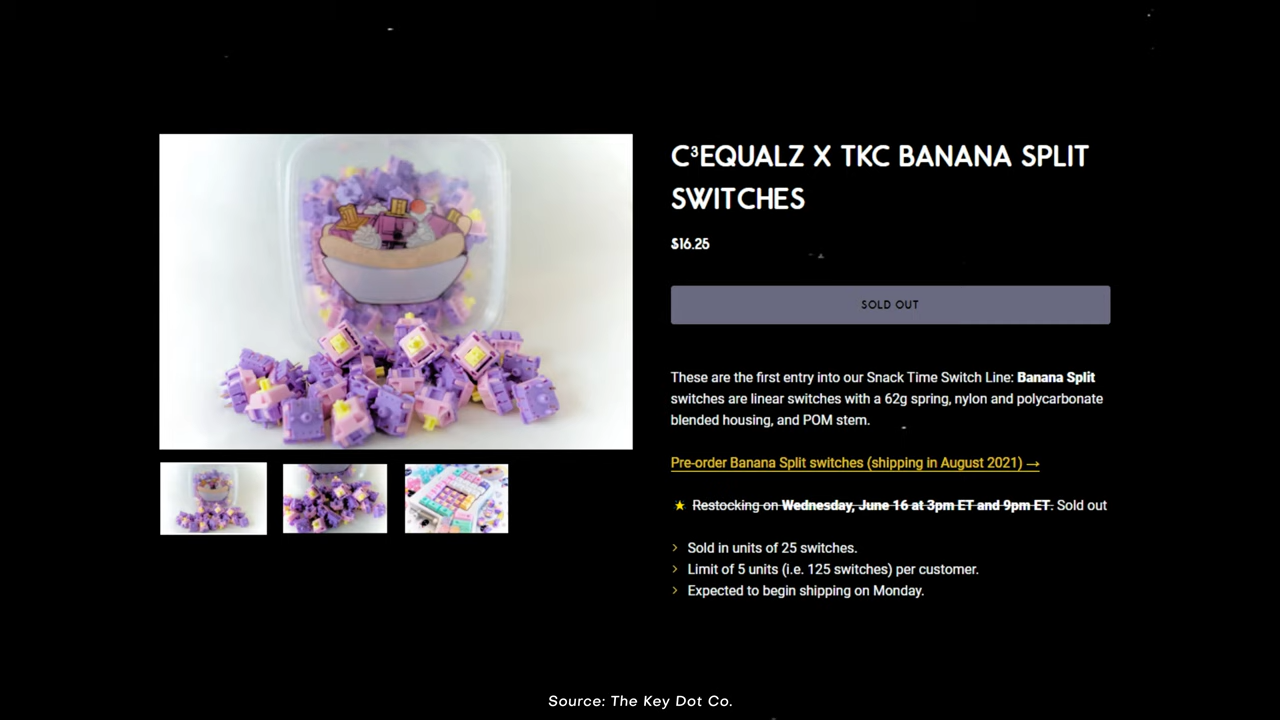 C³EQUALZ X TKC BANANA SPLIT
SWITCHES
$16.25
SOLD OUT
These are the first entry into our Snack Time Switch Line: Banana Split
switches are linear switches with a 62g spring, nylon and polycarbonate
blended housing, and POM stem.
Pre-order Banana Split switches (shipping in August 2021) →
★ Restocking on Wednesday, June 16 at 3pm ET and 9pm ET. Sold out
> Sold in units of 25 switches.
> Limit of 5 units (i.e. 125 switches) per customer.
> Expected to begin shipping on Monday.
Source: The Key Dot Co.